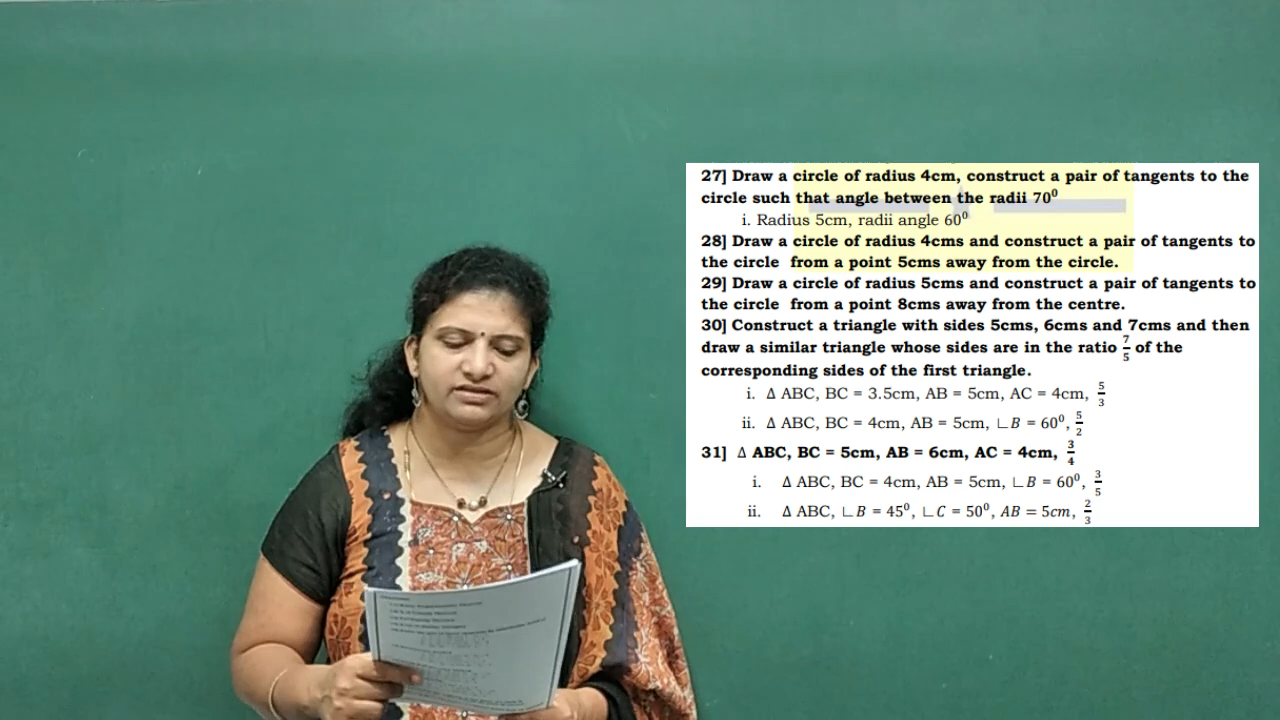 27] Draw a circle of radius 4cm, construct a pair of tangents to the
circle such that angle between the radii 70⁰
i. Radius 5cm, radii angle 60⁰
28] Draw a circle of radius 4cms and construct a pair of tangents to
the circle from a point 5cms away from the circle.
29] Draw a circle of radius 5cms and construct a pair of tangents to
the circle from a point 8cms away from the centre.
30] Construct a triangle with sides 5cms, 6cms and 7cms and then
draw a similar triangle whose sides are in the ratio 7/5 of the
corresponding sides of the first triangle.
i. Δ ABC, BC = 3.5cm, AB = 5cm, AC = 4cm, 5/3
ii. Δ ABC, BC = 4cm, AB = 5cm, ∟B = 60⁰, 5/2
31] Δ ABC, BC = 5cm, AB = 6cm, AC = 4cm, 3/4
i. Δ ABC, BC = 4cm, AB = 5cm, ∟B = 60⁰, 3/5
ii. Δ ABC, ∟B = 45⁰, ∟C = 50⁰, AB = 5cm, 2/3